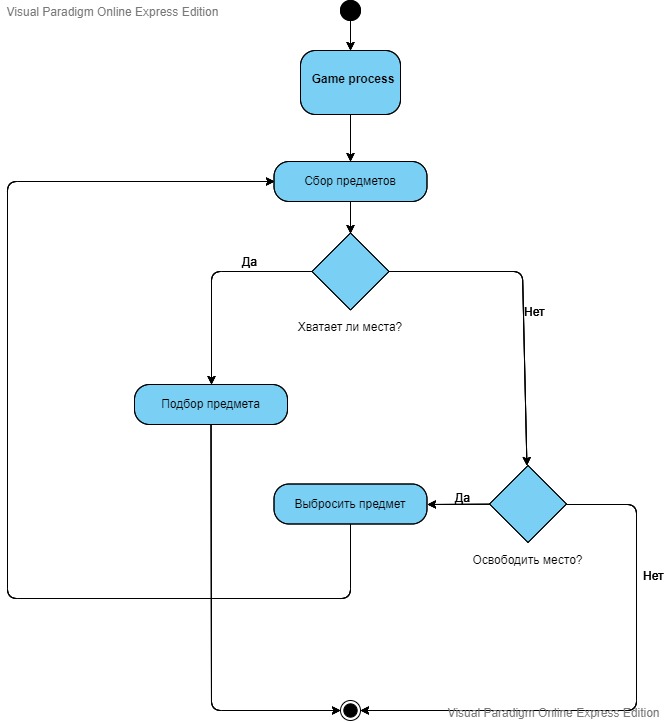 Visual Paradigm Online Express Edition
Game process
Сбор предметов
Да
Хватает ли места?
Нет
Подбор предмета
Выбросить предмет
Да
Освободить место?
Нет
Visual Paradigm Online Express Edition